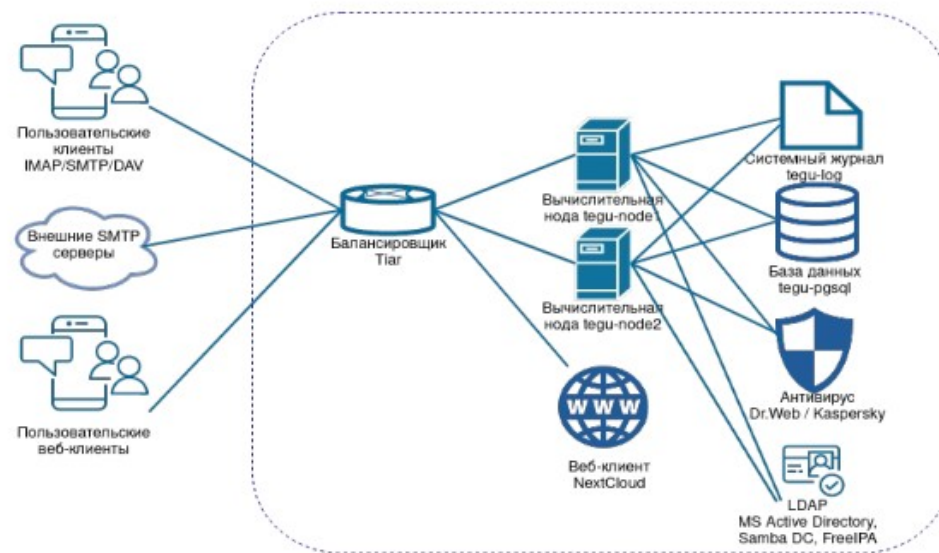 Пользовательские
клиенты
IMAP/SMTP/DAV
Внешние SMTP
серверы
Пользовательские
веб-клиенты
Балансировщик
Tiar
Вычислительная
нода tegu-node1
Вычислительная
нода tegu-node2
WWW
Веб-клиент
NextCloud
Системный журнал
tegu-log
База данных
tegu-pgsql
Антивирус
Dr.Web / Kaspersky
LDAP
MS Active Directory,
Samba DC, FreeIPA